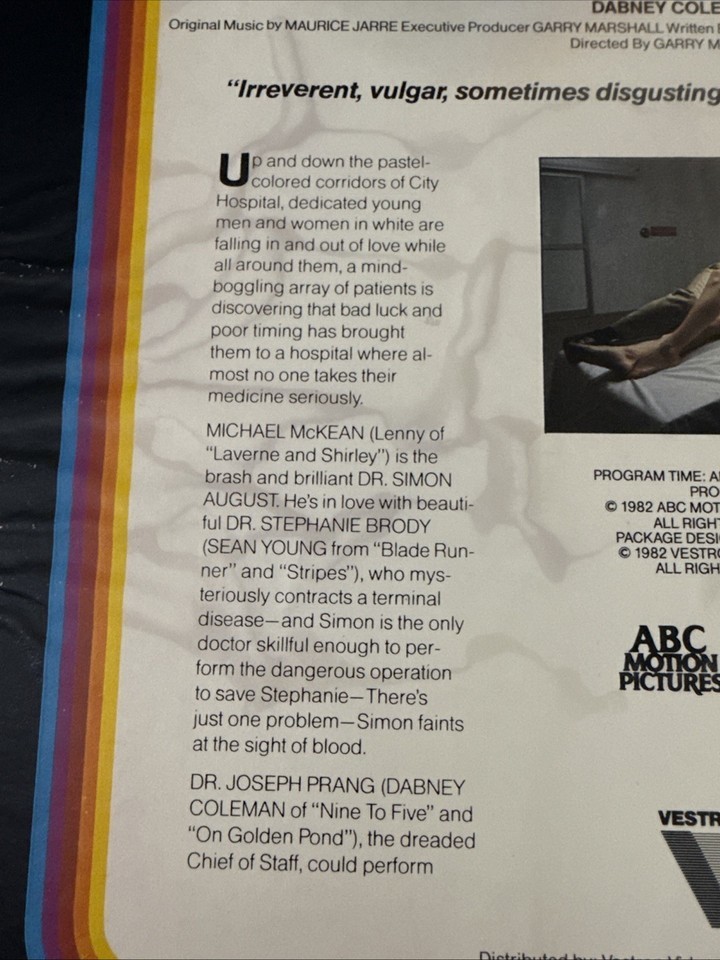 DABNEY COLE
Original Music by MAURICE JARRE Executive Producer GARRY MARSHALL Written
Directed By GARRY M
"Irreverent, vulgar, sometimes disgusting
Up and down the pastel-
colored corridors of City
Hospital, dedicated young
men and women in white are
falling in and out of love while
all around them, a mind-
boggling array of patients is
discovering that bad luck and
poor timing has brought
them to a hospital where al-
most no one takes their
medicine seriously.
MICHAEL McKEAN (Lenny of
"Laverne and Shirley") is the
brash and brilliant DR. SIMON
AUGUST. He's in love with beauti-
ful DR. STEPHANIE BRODY
(SEAN YOUNG from "Blade Run-
ner" and "Stripes"), who mys-
teriously contracts a terminal
disease—and Simon is the only
doctor skillful enough to per-
form the dangerous operation
to save Stephanie—There's
just one problem—Simon faints
at the sight of blood.
DR. JOSEPH PRANG (DABNEY
COLEMAN of "Nine To Five" and
"On Golden Pond"), the dreaded
Chief of Staff, could perform
PROGRAM TIME: A
PRO
© 1982 ABC MOT
ALL RIGHT
PACKAGE DESI
© 1982 VESTR
ALL RIGH
ABC
MOTION
PICTURES
VESTR
Distributed by: Vestron Vid